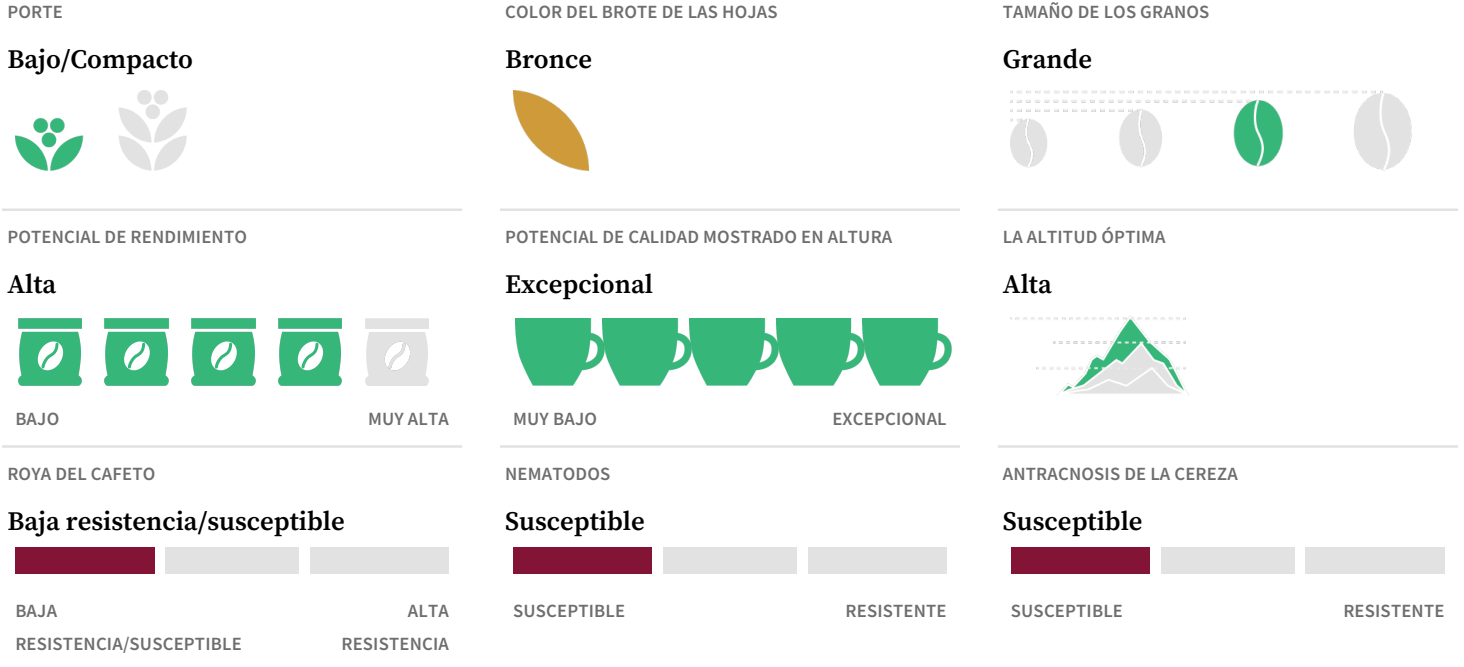 PORTE
Bajo/Compacto
COLOR DEL BROTE DE LAS HOJAS
Bronce
TAMAÑO DE LOS GRANOS
Grande
POTENCIAL DE RENDIMIENTO
Alta
BAJO
MUY ALTA
POTENCIAL DE CALIDAD MOSTRADO EN ALTURA
Excepcional
MUY BAJO
EXCEPCIONAL
LA ALTITUD ÓPTIMA
Alta
ROYA DEL CAFETO
Baja resistencia/susceptible
BAJA
RESISTENCIA/SUSCEPTIBLE
ALTA
RESISTENCIA
NEMATODOS
Susceptible
SUSCEPTIBLE
RESISTENTE
ANTRACNOSIS DE LA CEREZA
Susceptible
SUSCEPTIBLE
RESISTENTE